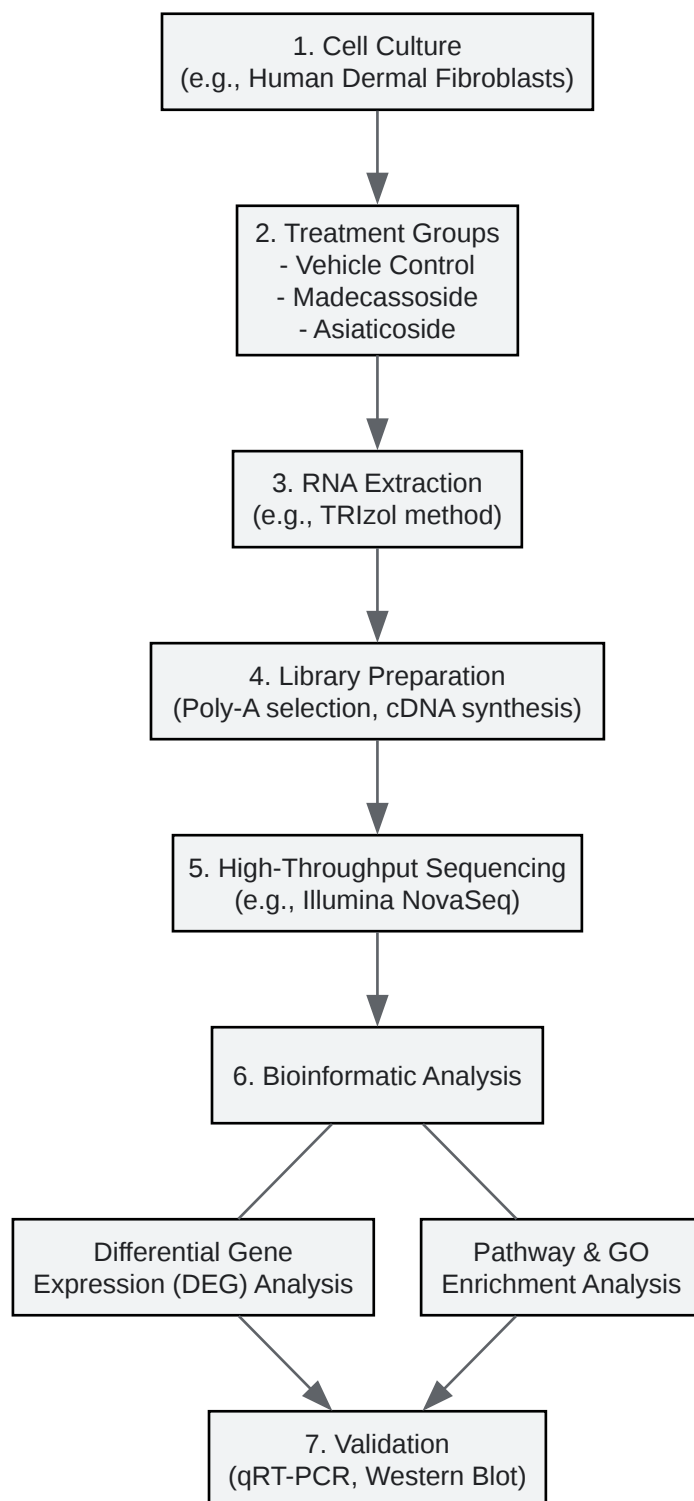 1. Cell Culture
(e.g., Human Dermal Fibroblasts)
2. Treatment Groups
- Vehicle Control
- Madecassoside
- Asiaticoside
3. RNA Extraction
(e.g., TRIzol method)
4. Library Preparation
(Poly-A selection, cDNA synthesis)
5. High-Throughput Sequencing
(e.g., Illumina NovaSeq)
6. Bioinformatic Analysis
Differential Gene
Expression (DEG) Analysis
Pathway & GO
Enrichment Analysis
7. Validation
(qRT-PCR, Western Blot)